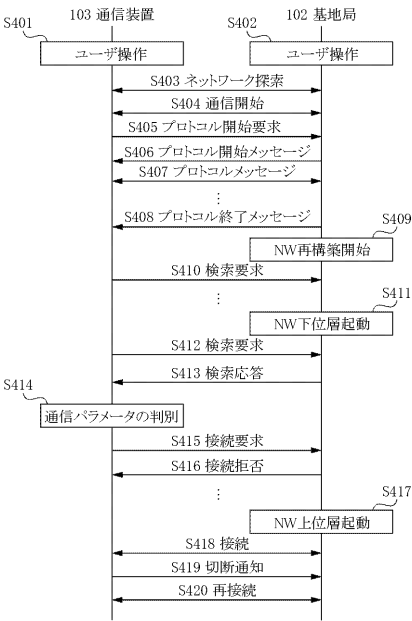 103 通信装置
102 基地局
S401
S402
ユーザ操作
ユーザ操作
S403 ネットワーク探索
S404 通信開始
S405 プロトコル開始要求
S406 プロトコル開始メッセージ
S407 プロトコルメッセージ
⋮
S408 プロトコル終了メッセージ
S409
NW再構築開始
S410 検索要求
⋮
S411
NW下位層起動
S412 検索要求
S413 検索応答
S414
通信パラメータの判別
S415 接続要求
S416 接続拒否
⋮
S417
NW上位層起動
S418 接続
S419 切断通知
S420 再接続